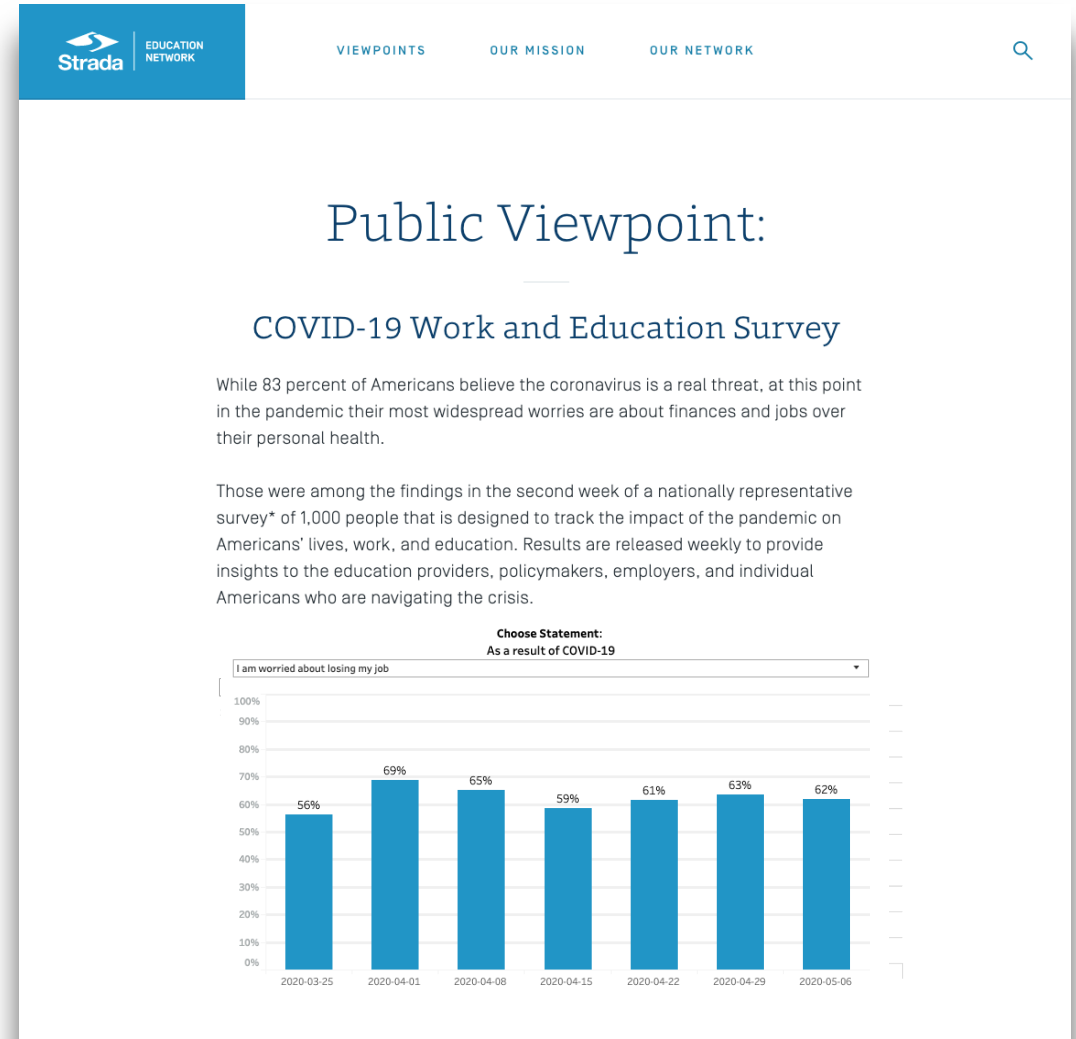 Strada
EDUCATION
NETWORK
VIEWPOINTS
OUR MISSION
OUR NETWORK
Public Viewpoint:
COVID-19 Work and Education Survey
While 83 percent of Americans believe the coronavirus is a real threat, at this point
in the pandemic their most widespread worries are about finances and jobs over
their personal health.
Those were among the findings in the second week of a nationally representative
survey* of 1,000 people that is designed to track the impact of the pandemic on
Americans' lives, work, and education. Results are released weekly to provide
insights to the education providers, policymakers, employers, and individual
Americans who are navigating the crisis.
Choose Statement:
As a result of COVID-19
I am worried about losing my job
100%
90%
80%
70%
60%
50%
40%
30%
20%
10%
0%
56%
69%
65%
59%
61%
63%
62%
2020-03-25
2020-04-01
2020-04-08
2020-04-15
2020-04-22
2020-04-29
2020-05-06